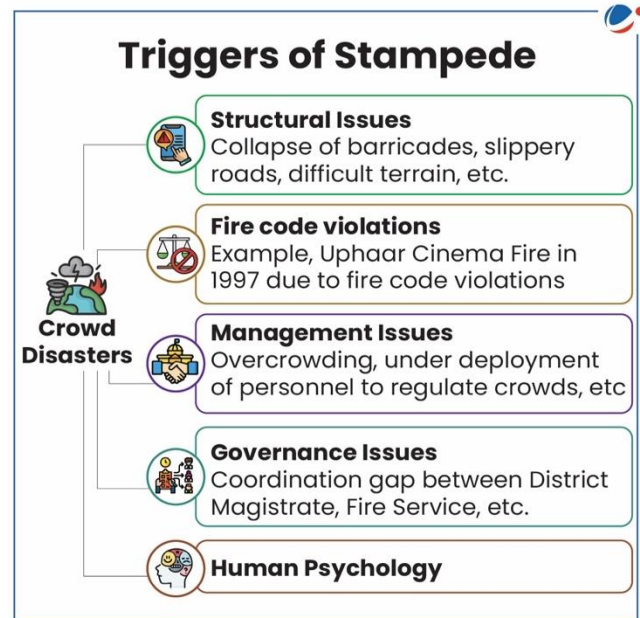 Triggers of Stampede
Structural Issues
Collapse of barricades, slippery
roads, difficult terrain, etc.
Fire code violations
Example, Uphaar Cinema Fire in
1997 due to fire code violations
Crowd
Disasters
Management Issues
Overcrowding, under deployment
of personnel to regulate crowds, etc
Governance Issues
Coordination gap between District
Magistrate, Fire Service, etc.
Human Psychology